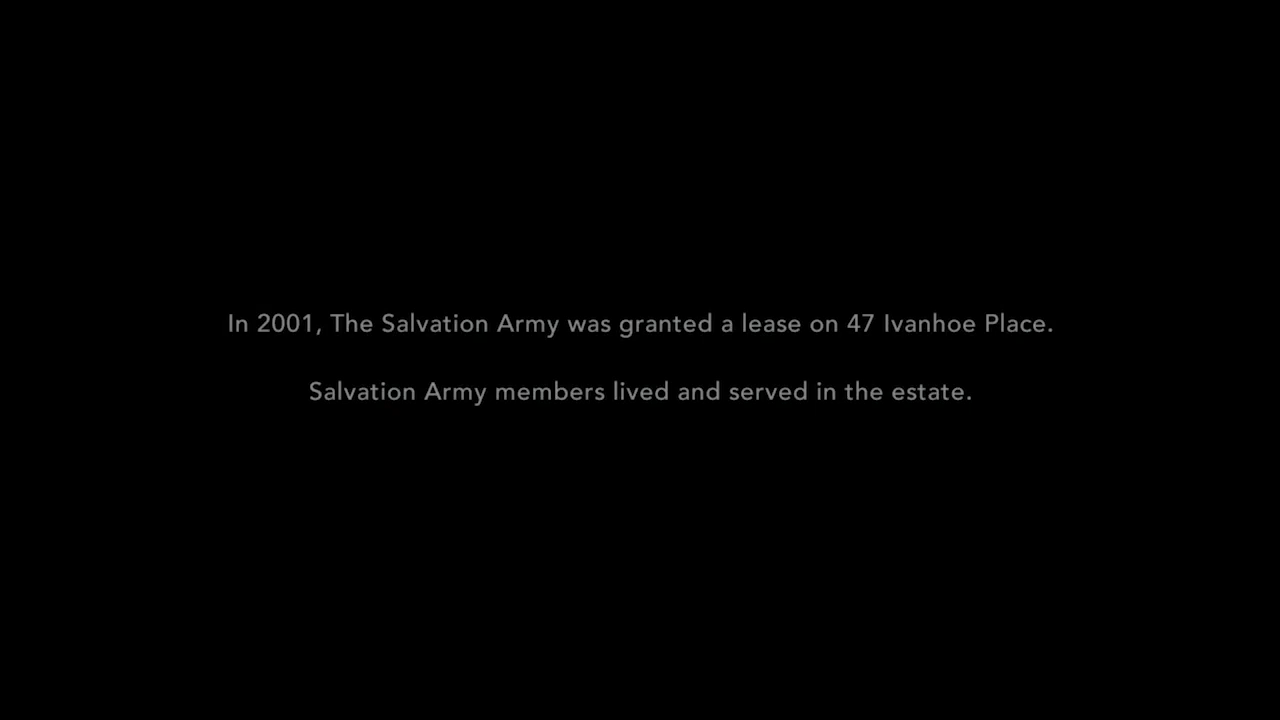 In 2001, The Salvation Army was granted a lease on 47 Ivanhoe Place.
Salvation Army members lived and served in the estate.